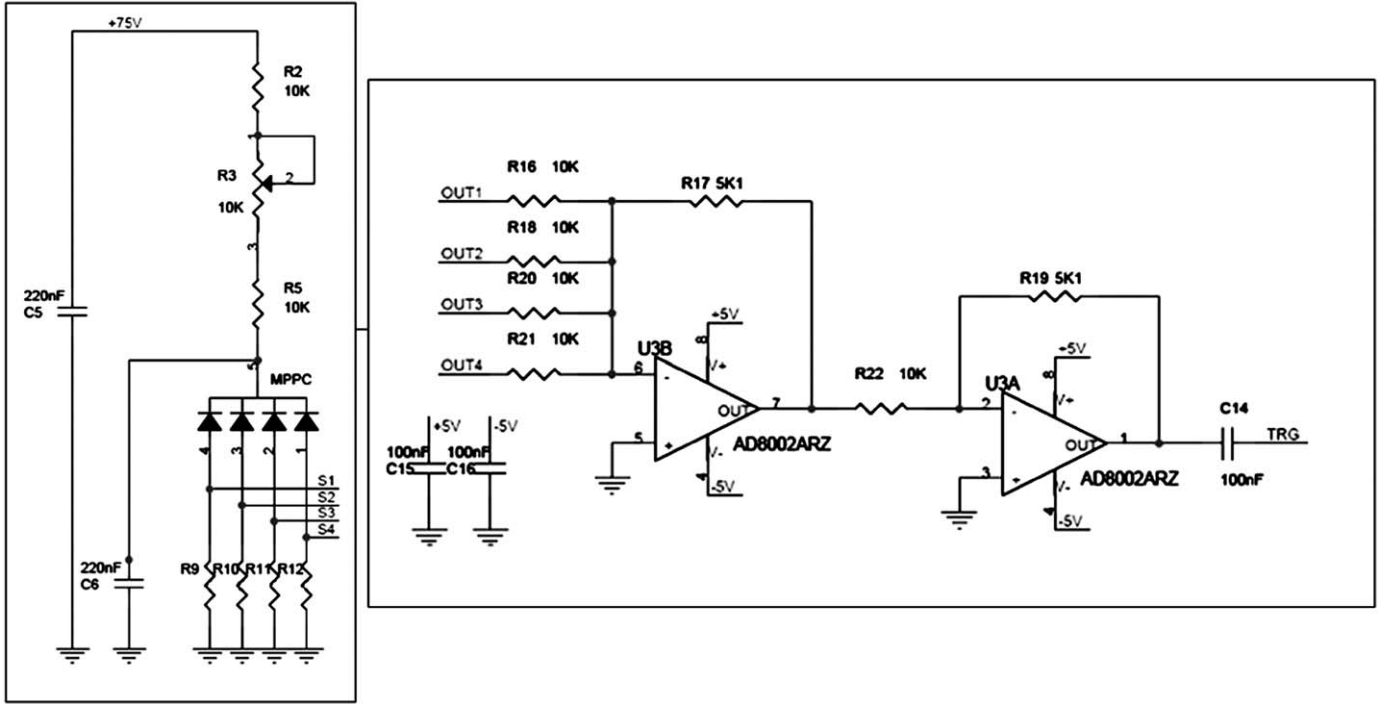 +75V
R2
10K
1
R3
2
10K
3
R5
10K
220nF
C5
5
MPPC
4
3
2
1
S1
S2
S3
S4
220nF
C6
R9
R10
R11
R12
R16 10K
OUT1
R17 5K1
R18 10K
OUT2
R20 10K
OUT3
R21 10K
OUT4
U3B
6
-
+5V
8
V+
OUT
7
5
+
V-
4
-5V
AD8002ARZ
+5V
100nF
C15
-5V
100nF
C16
R22 10K
R19 5K1
U3A
2
-
+5V
8
V+
OUT
1
3
+
V-
4
-5V
AD8002ARZ
C14
100nF
TRG